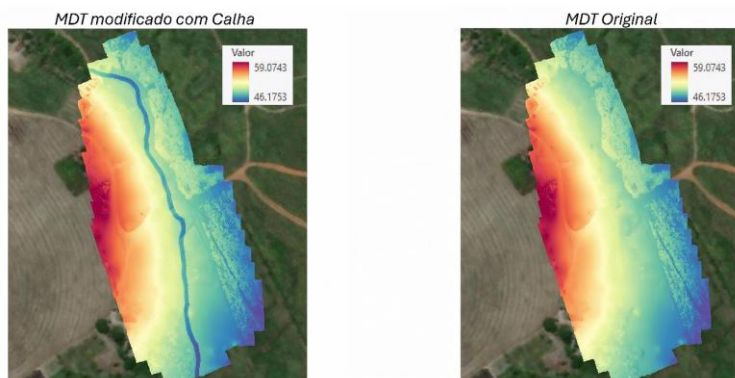 MDT modificado com Calha
Valor
59.0743
46.1753
MDT Original
Valor
59.0743
46.1753